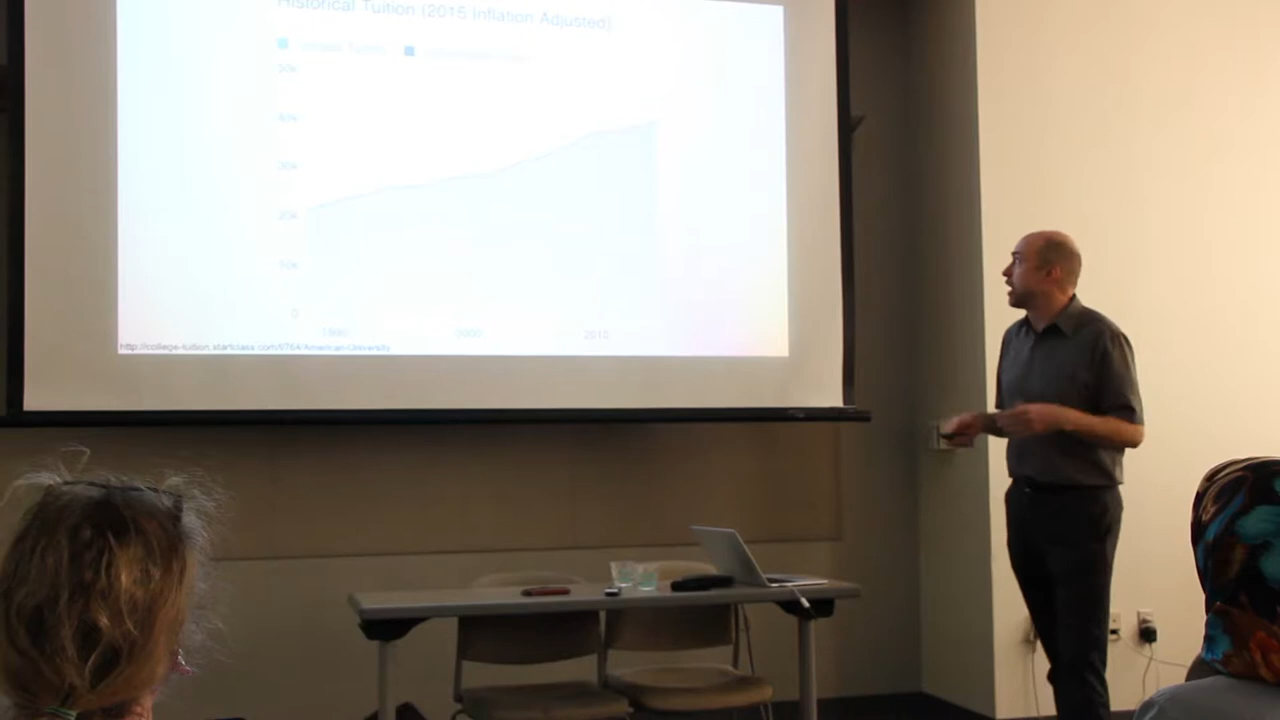 Historical Tuition (2015 Inflation Adjusted)
50k
40k
30k
20k
10k
0
1990 2000 2010
http://college-tuition.startclass.com/l/764/American-University